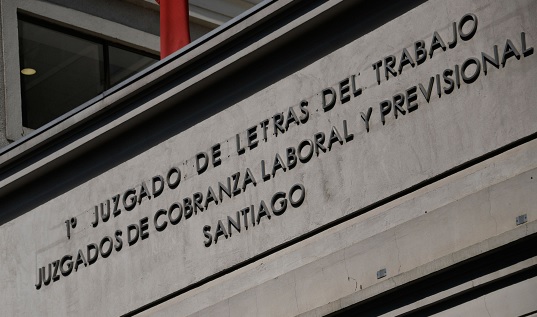 1º JUZGADO DE LETRAS DEL TRABAJO
JUZGADOS DE COBRANZA LABORAL Y PREVISIONAL
SANTIAGO